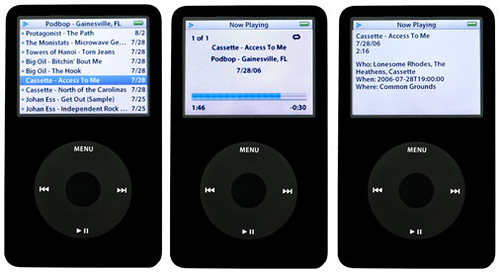 Podbop - Gainesville, FL
Protagonist - The Path 8/2
The Monistats - Microwave Ge... 7/28
Towers of Hanoi - Torn Jeans 7/28
Big Oil - Bitchin' Bout Me 7/28
Big Oil - The Hook 7/28
Cassette - Access To Me 7/28
Cassette - North of the Carolinas 7/28
Johan Ess - Get Out (Sample) 7/25
Johan Ess - Independent Rock ... 7/25
MENU
Now Playing
1 of 1
Cassette - Access To Me
Podbop - Gainesville, FL
7/28/06
1:46 -0:30
MENU
Now Playing
Cassette - Access To Me
7/28/06
2:16
Who: Lonesome Rhodes, The
Heathens, Cassette
When: 2006-07-28T19:00:00
Where: Common Grounds
MENU